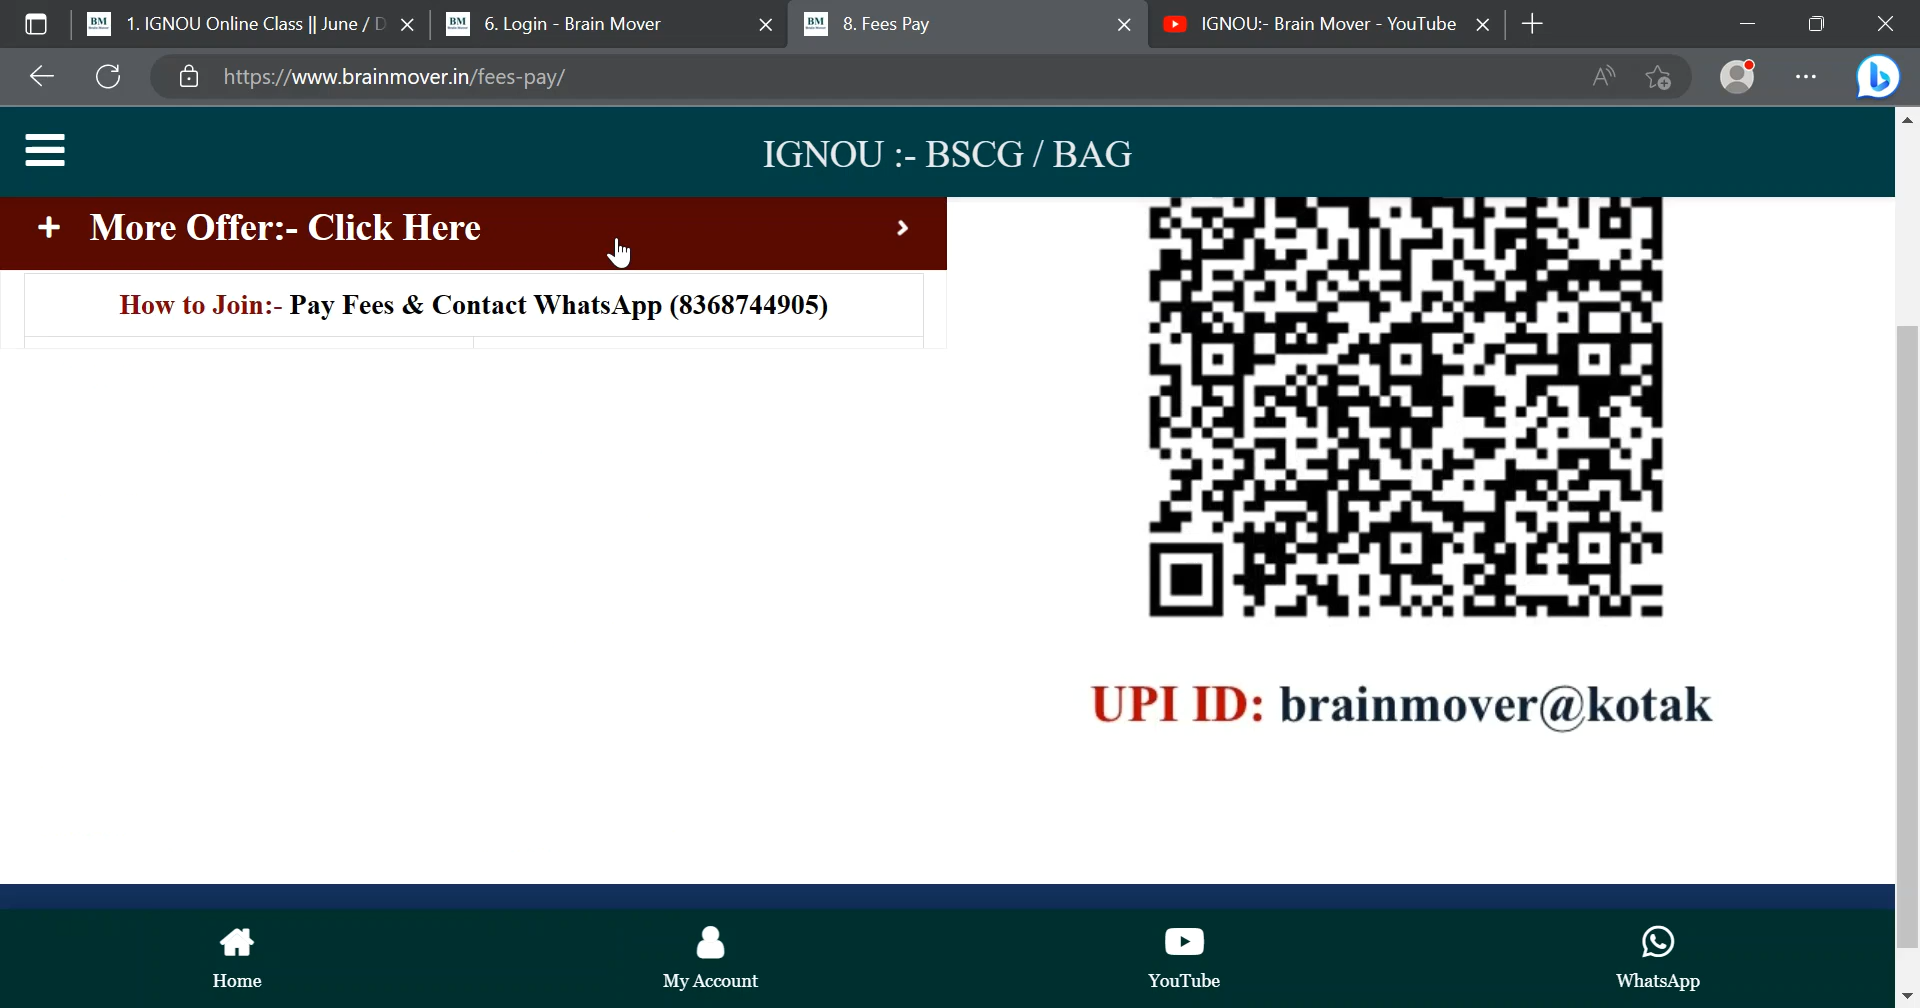 1. IGNOU Online Class || June / D
6. Login - Brain Mover
8. Fees Pay
IGNOU:- Brain Mover - YouTube
https://www.brainmover.in/fees-pay/
IGNOU :- BSCG / BAG
More Offer:- Click Here
How to Join:- Pay Fees & Contact WhatsApp (8368744905)
UPI ID: brainmover@kotak
Home
My Account
YouTube
WhatsApp